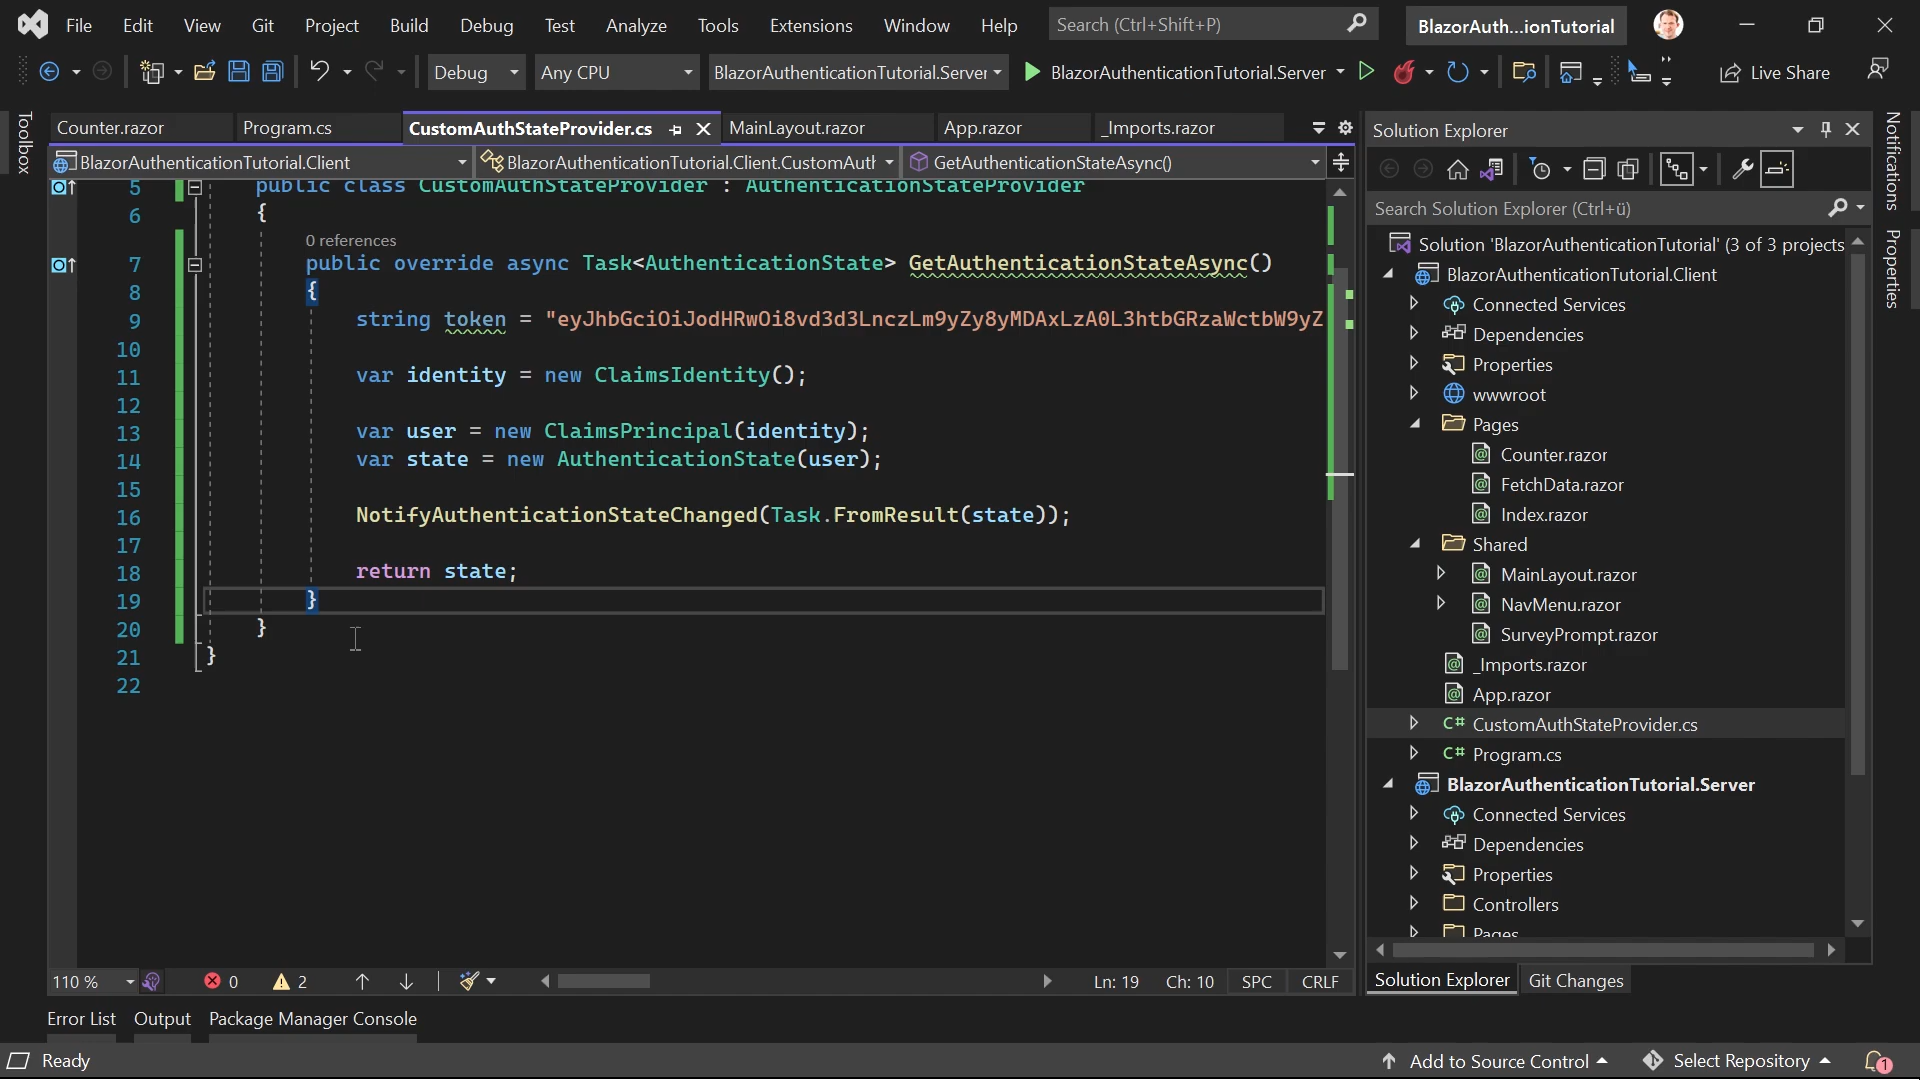 File Edit View Git Project Build Debug Test Analyze Tools Extensions Window Help Search (Ctrl+Shift+P) BlazorAuth...ionTutorial
Debug Any CPU BlazorAuthenticationTutorial.Server BlazorAuthenticationTutorial.Server Live Share
Toolbox
Counter.razor Program.cs CustomAuthStateProvider.cs MainLayout.razor App.razor _Imports.razor
BlazorAuthenticationTutorial.Client BlazorAuthenticationTutorial.Client.CustomAuth GetAuthenticationStateAsync()
5 public class CustomAuthStateProvider : AuthenticationStateProvider
6 {
0 references
7 public override async Task<AuthenticationState> GetAuthenticationStateAsync()
8 {
9 string token = "eyJhbGciOiJodHRwOi8vd3d3LnczLm9yZy8yMDAxLzA0L3htbGRzaWctbW9yZ
10
11 var identity = new ClaimsIdentity();
12
13 var user = new ClaimsPrincipal(identity);
14 var state = new AuthenticationState(user);
15
16 NotifyAuthenticationStateChanged(Task.FromResult(state));
17
18 return state;
19 }
20 }
21 }
22
110 % 0 2 Ln: 19 Ch: 10 SPC CRLF
Error List Output Package Manager Console
Solution Explorer
Search Solution Explorer (Ctrl+ü)
Solution 'BlazorAuthenticationTutorial' (3 of 3 projects
BlazorAuthenticationTutorial.Client
Connected Services
Dependencies
Properties
wwwroot
Pages
Counter.razor
FetchData.razor
Index.razor
Shared
MainLayout.razor
NavMenu.razor
SurveyPrompt.razor
_Imports.razor
App.razor
C# CustomAuthStateProvider.cs
C# Program.cs
BlazorAuthenticationTutorial.Server
Connected Services
Dependencies
Properties
Controllers
Pages
Solution Explorer Git Changes
Notifications
Properties
Ready Add to Source Control Select Repository 1